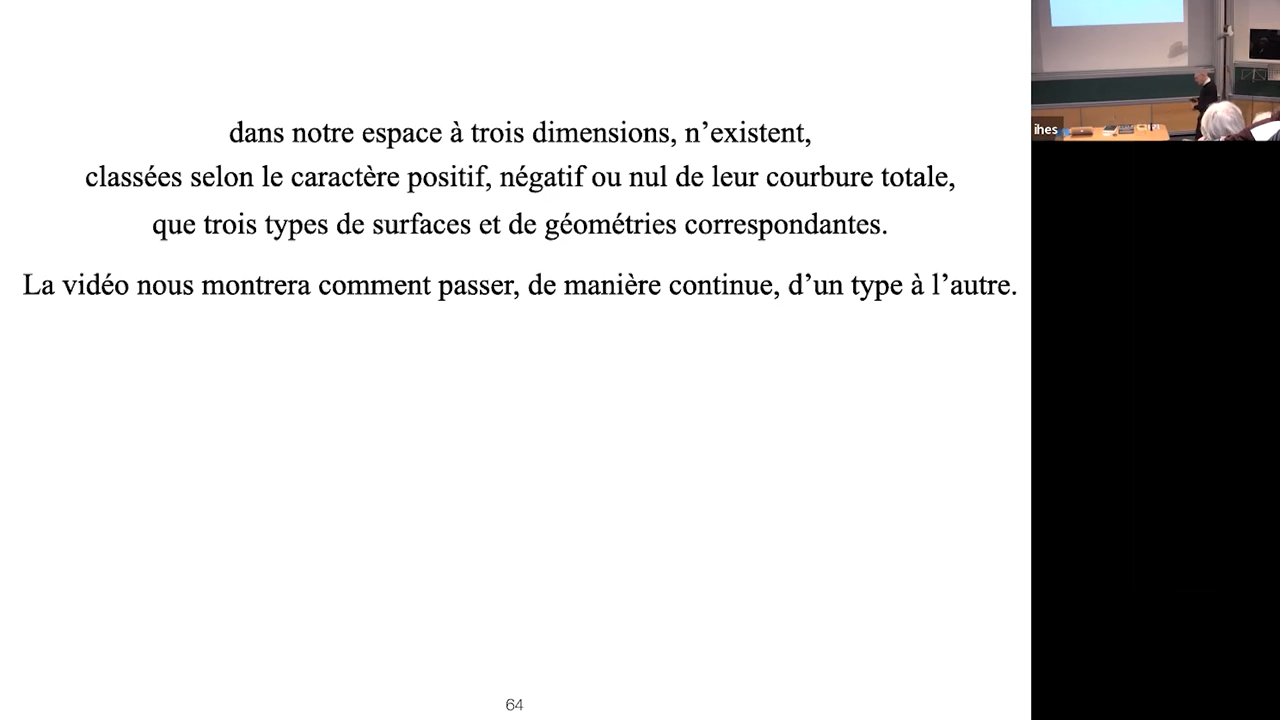 dans notre espace à trois dimensions, n’existent,
classées selon le caractère positif, négatif ou nul de leur courbure totale,
que trois types de surfaces et de géométries correspondantes.
La vidéo nous montrera comment passer, de manière continue, d’un type à l’autre.
64
ihes